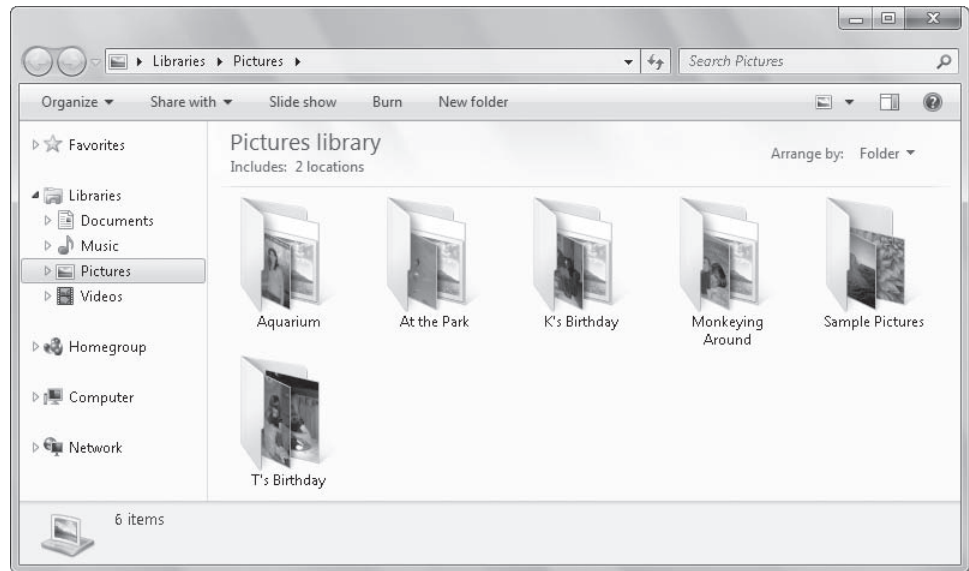 Libraries Pictures
Search Pictures
Organize Share with Slide show Burn New folder
Favorites
Libraries
Documents
Music
Pictures
Videos
Homegroup
Computer
Network
Pictures library
Includes: 2 locations
Arrange by: Folder
Aquarium
At the Park
K's Birthday
Monkeying
Around
Sample Pictures
T's Birthday
6 items